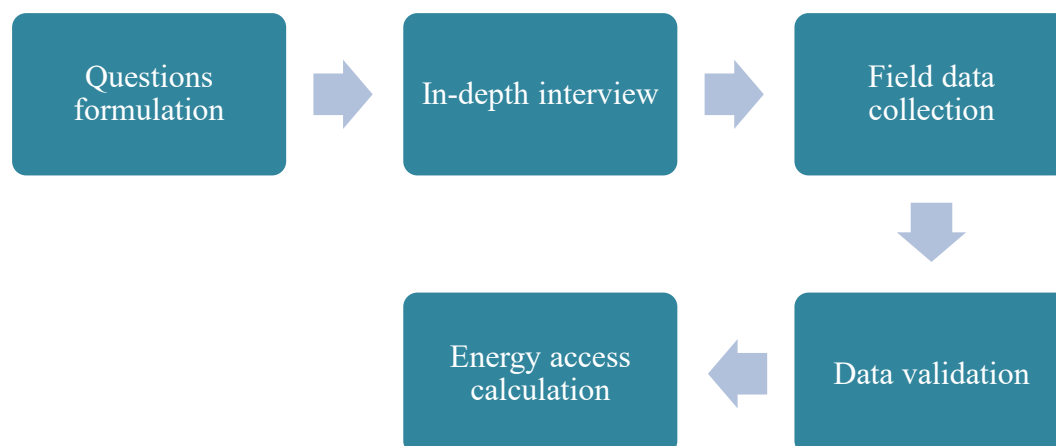 Questions
formulation
In-depth interview
Field data
collection
Data validation
Energy access
calculation